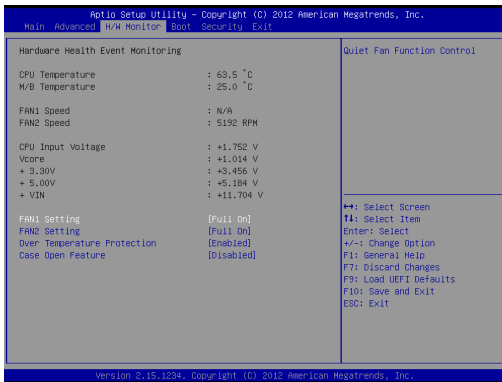 Aptio Setup Utility – Copyright (C) 2012 American Megatrends, Inc.
Main Advanced H/W Monitor Boot Security Exit
Hardware Health Event Monitoring
Quiet Fan Function Control
CPU Temperature : 63.5 °C
M/B Temperature : 25.0 °C
FAN1 Speed : N/A
FAN2 Speed : 5192 RPM
CPU Input Voltage : +1.752 V
Vcore : +1.014 V
+ 3.30V : +3.456 V
+ 5.00V : +5.184 V
+ VIN : +11.704 V
FAN1 Setting [Full On]
FAN2 Setting [Full On]
Over Temperature Protection [Enabled]
Case Open Feature [Disabled]
↔: Select Screen
↑↓: Select Item
Enter: Select
+/-: Change Option
F1: General Help
F7: Discard Changes
F9: Load UEFI Defaults
F10: Save and Exit
ESC: Exit
Version 2.15.1234. Copyright (C) 2012 American Megatrends, Inc.